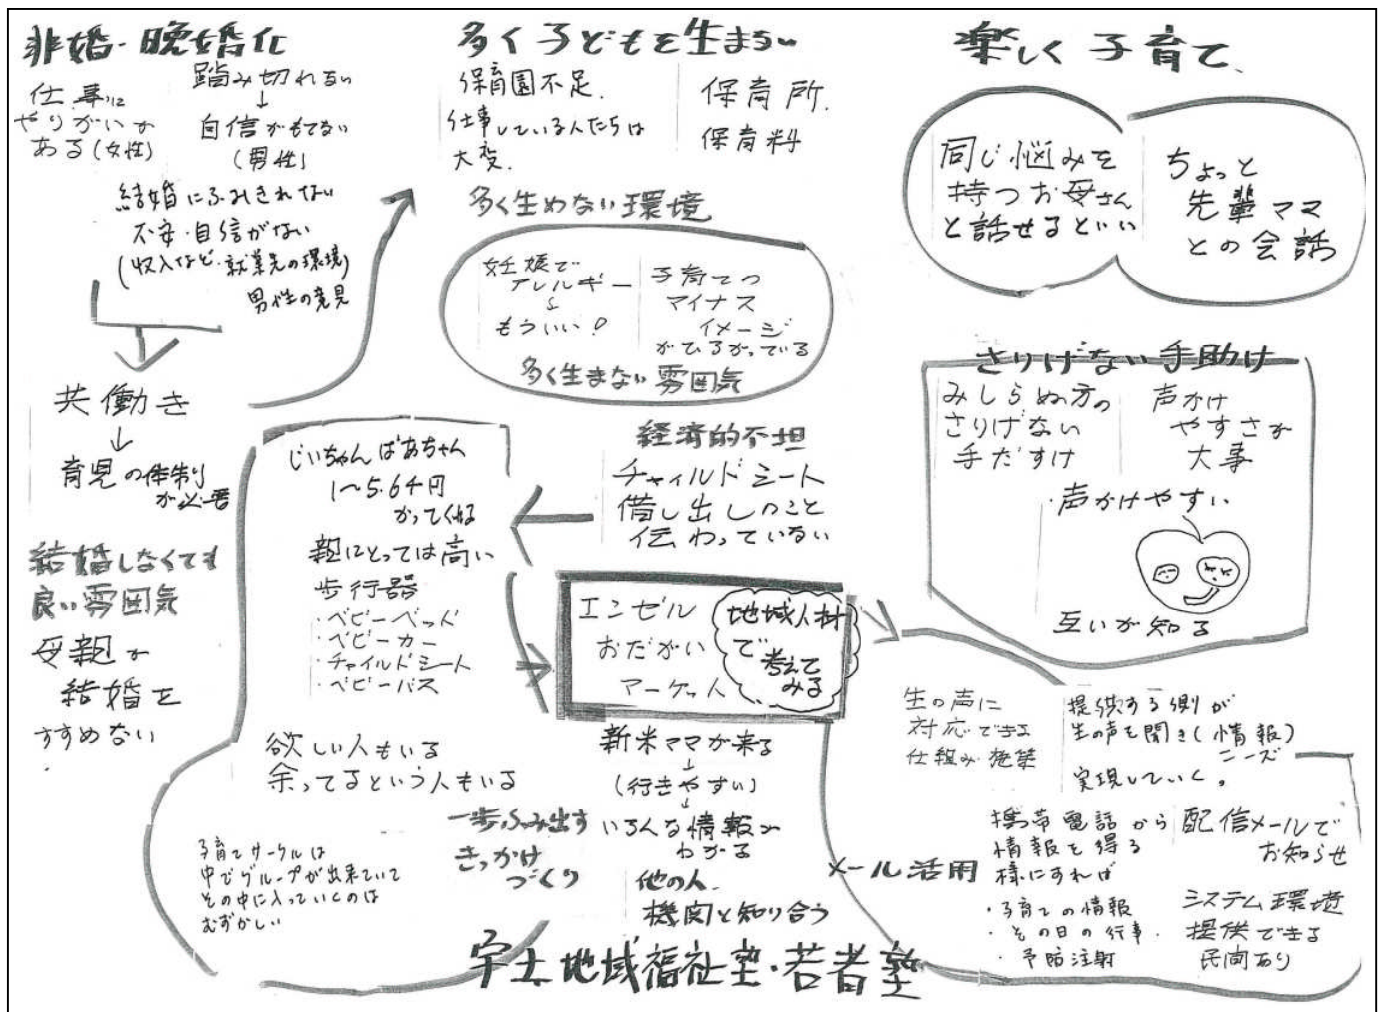 非婚・晩婚化
仕事に
やりがいが
ある(女性)
踏み切れない
↓
自信がもてない
(男性)
結婚にふみきれない
不安・自信がない
(収入など・就業先の環境)
男性の意見
共働き
↓
育児の体制
が必要
結婚しなくても
良い雰囲気
母親が
結婚を
すすめない
多く子どもを生まない
保育園不足.
仕事している人たちは
大変.
保育所.
保育料
多く生めない環境
妊娠で
アレルギー
もういい!
子育ての
マイナス
イメージ
がひろがっている
多く生まない雰囲気
楽しく子育て
同じ悩みを
持つお母さん
と話せるといい
ちょっと
先輩ママ
との会話
さりげない手助け
みしらぬ方の
さりげない
手だすけ
声かけ
やすさが
大事
・声かけやすい
互いが知る
経済的不担
チャイルドシート
借し出しのこと
伝わっていない
じいちゃんばあちゃん
1〜5.6千円
かってくれる
親にとっては高い
歩行器
・ベビーベッド
・ベビーカー
・チャイルドシート
・ベビーバス
欲しい人もいる
余ってるという人もいる
子育てサークルは
中でグループが出来ていて
その中に入っていくのは
むずかしい
エンゼル
おだがい
マーケット
地域人材
で
考えて
みる
新米ママが来る
↓
(行きやすい)
↓
いろんな情報が
わかる
他の人.
機関と知り合う
一歩ふみ出す
きっかけ
づくり
生の声に
対応できる
仕組み
提供する側が
生の声を聞き(情報)
ニーズ
実現していく。
メール活用
携帯電話から
情報を得る
様にすれば
・子育ての情報
・その日の行事.
・予防注射
配信メールで
お知らせ
システム環境
提供できる
民間あり
宇土地域福祉塾・若者塾